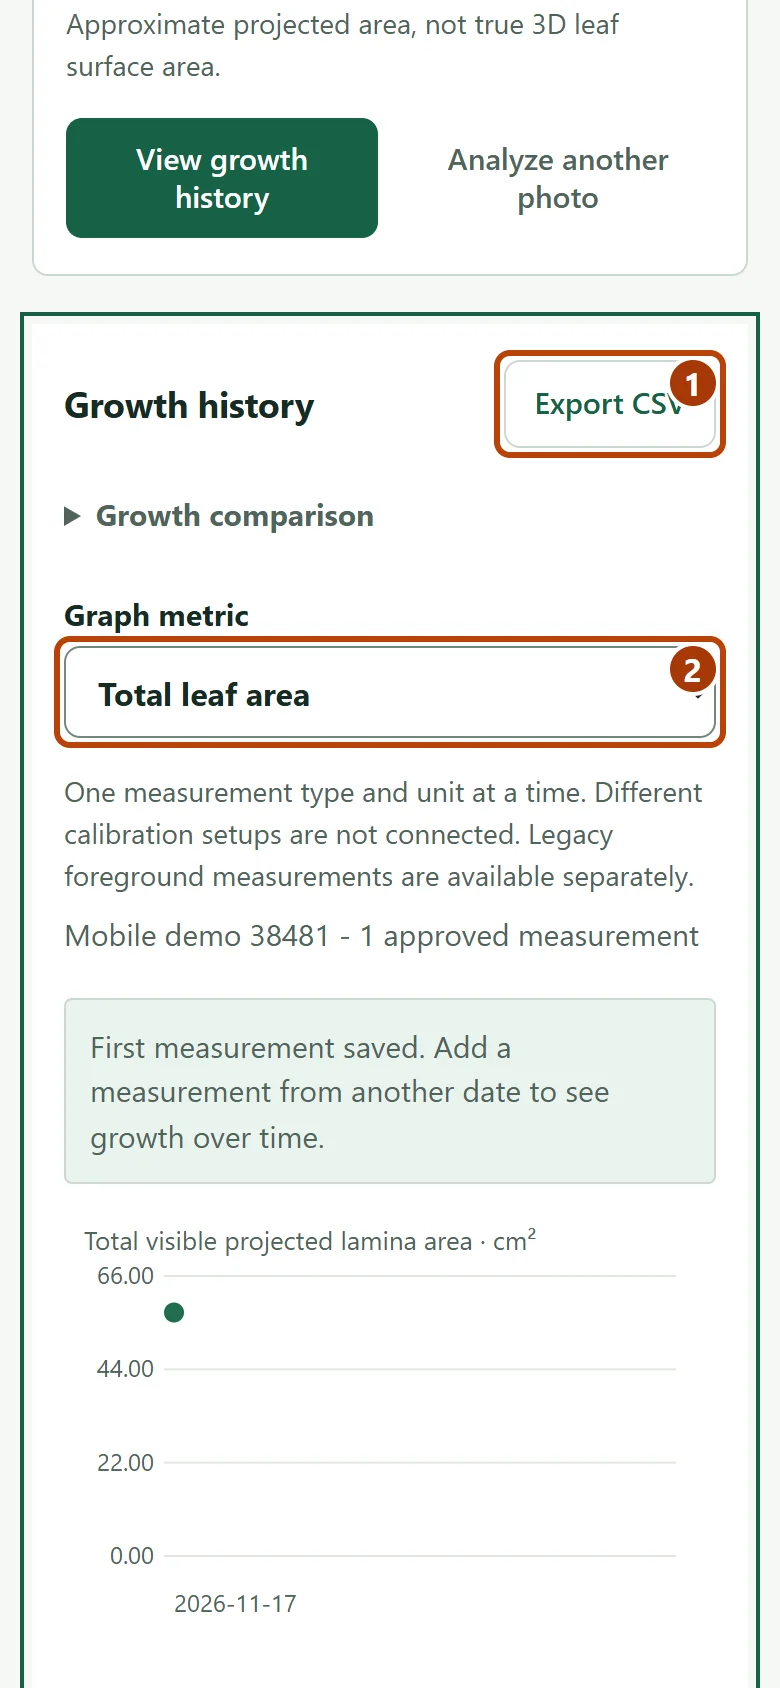 Approximate projected area, not true 3D leaf
surface area.
View growth
history
Analyze another
photo
Growth history
Export CSV
1
Growth comparison
Graph metric
Total leaf area
2
One measurement type and unit at a time. Different
calibration setups are not connected. Legacy
foreground measurements are available separately.
Mobile demo 38481 - 1 approved measurement
First measurement saved. Add a
measurement from another date to see
growth over time.
Total visible projected lamina area · cm²
66.00
44.00
22.00
0.00
2026-11-17